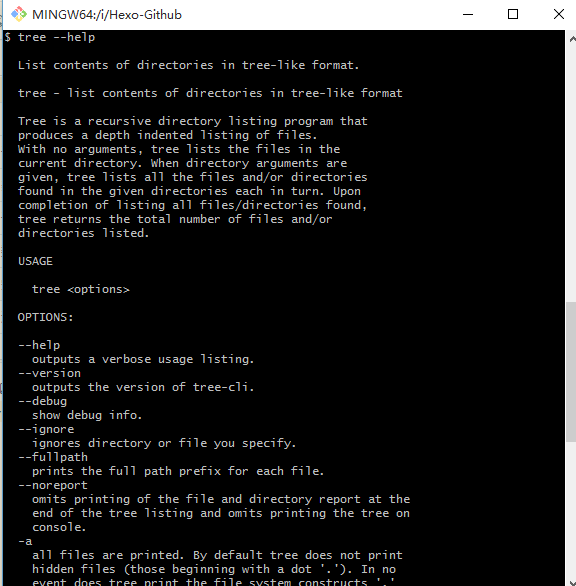 MINGW64:/i/Hexo-Github
$ tree --help
List contents of directories in tree-like format.
tree - list contents of directories in tree-like format
Tree is a recursive directory listing program that
produces a depth indented listing of files.
With no arguments, tree lists the files in the
current directory. When directory arguments are
given, tree lists all the files and/or directories
found in the given directories each in turn. Upon
completion of listing all files/directories found,
tree returns the total number of files and/or
directories listed.
USAGE
tree <options>
OPTIONS:
--help
outputs a verbose usage listing.
--version
outputs the version of tree-cli.
--debug
show debug info.
--ignore
ignores directory or file you specify.
--fullpath
prints the full path prefix for each file.
--noreport
omits printing of the file and directory report at the
end of the tree listing and omits printing the tree on
console.
-a
all files are printed. By default tree does not print
hidden files (those beginning with a dot '.'). In no
event does tree print the file system constructs '.'